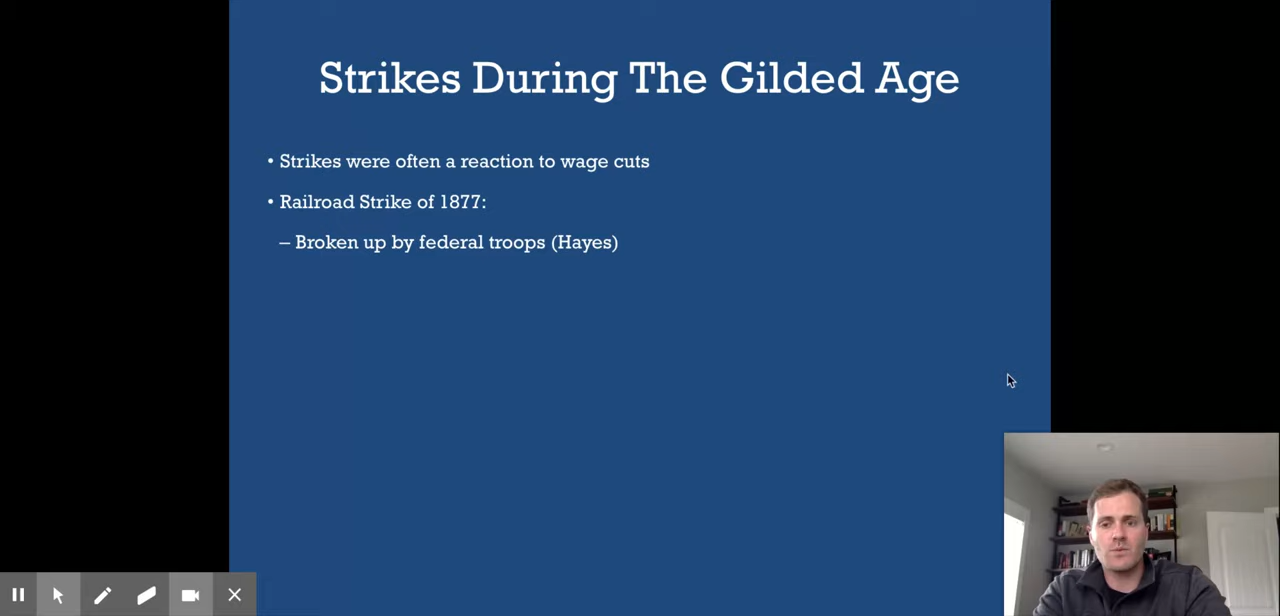 Strikes During The Gilded Age
• Strikes were often a reaction to wage cuts
• Railroad Strike of 1877:
– Broken up by federal troops (Hayes)